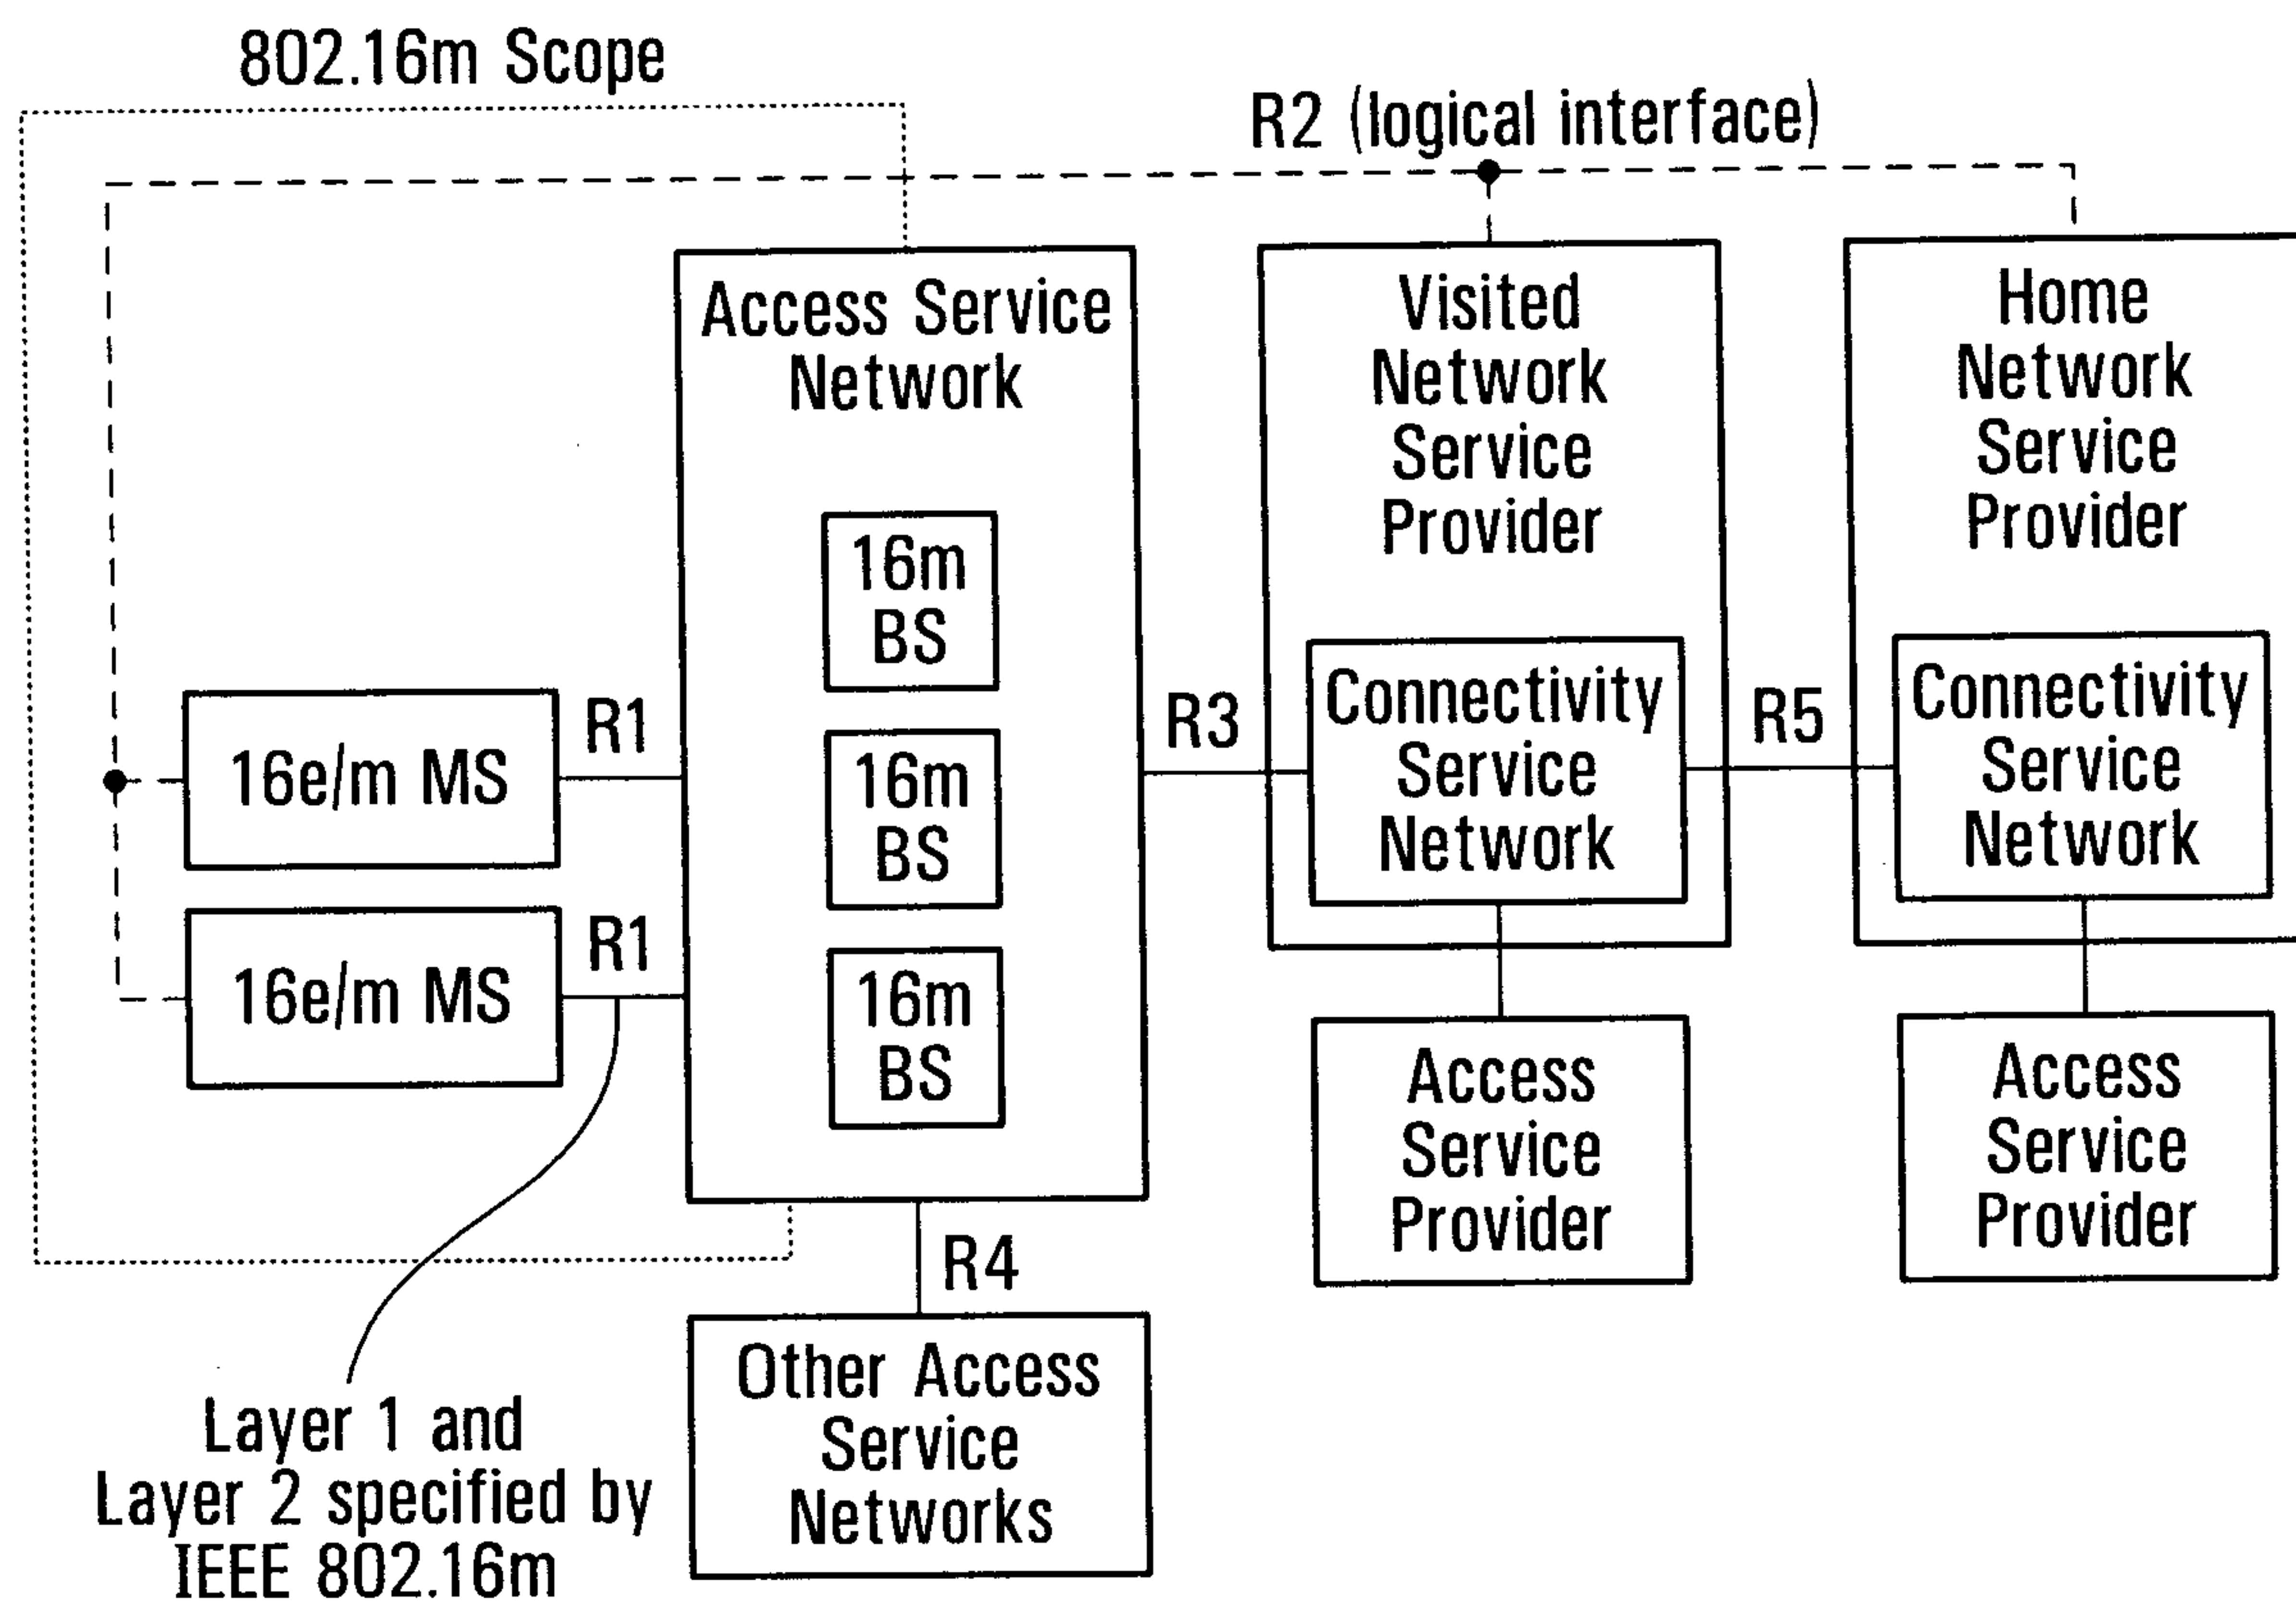 802.16m Scope
R2 (logical interface)
Access Service
Network
16m
BS
16m
BS
16m
BS
Visited
Network
Service
Provider
Home
Network
Service
Provider
16e/m MS
R1
16e/m MS
R1
R3
Connectivity
Service
Network
R5
Connectivity
Service
Network
Access
Service
Provider
Access
Service
Provider
R4
Other Access
Service
Networks
Layer 1 and
Layer 2 specified by
IEEE 802.16m